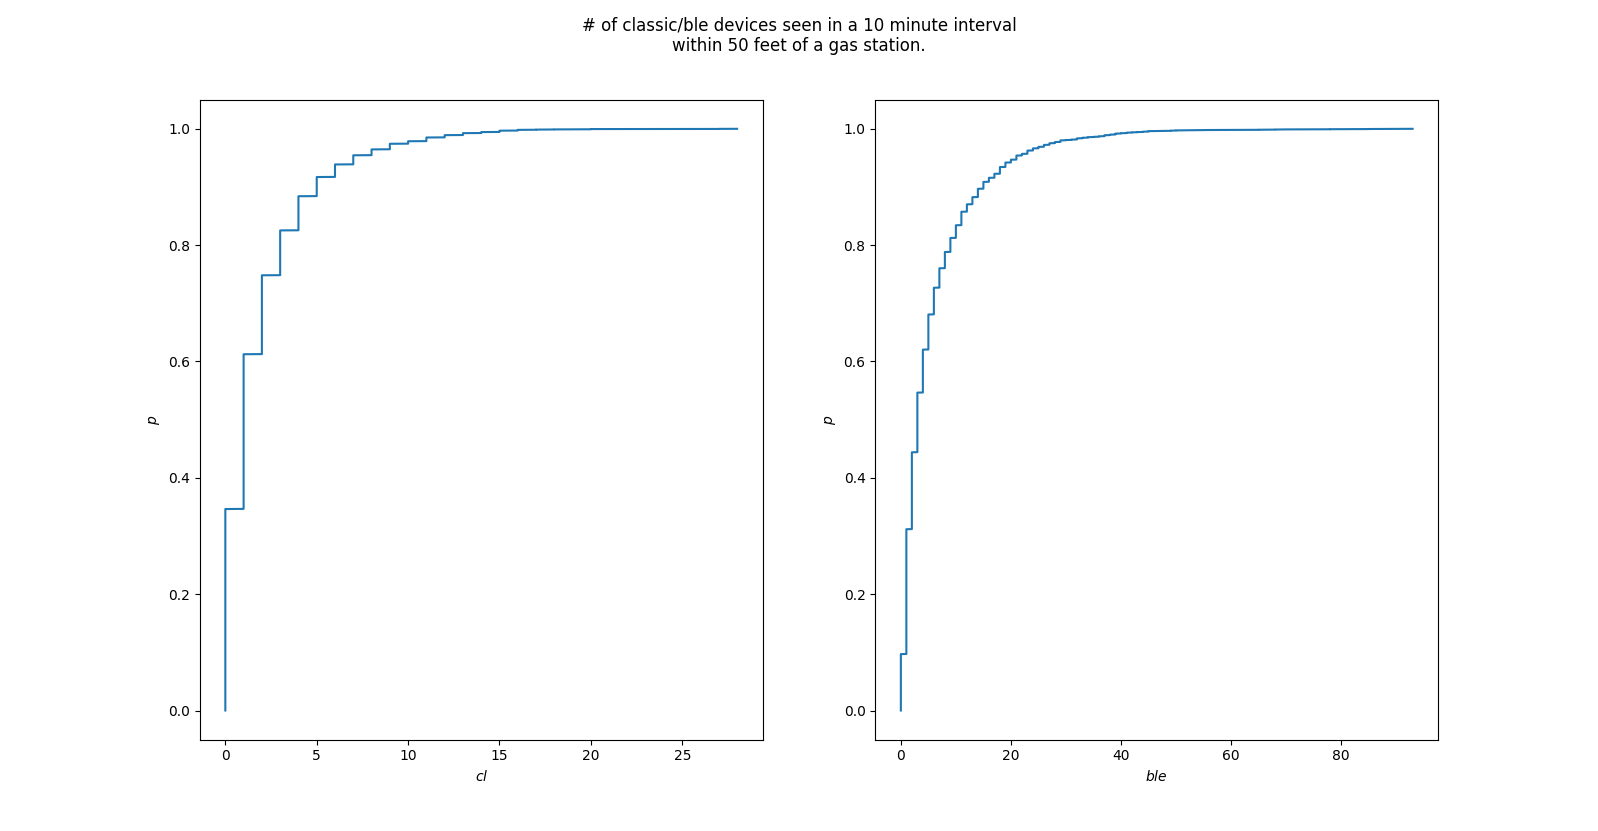 # of classic/ble devices seen in a 10 minute interval
within 50 feet of a gas station.
1.0
0.8
0.6
0.4
0.2
0.0
p
0 5 10 15 20 25
cl
1.0
0.8
0.6
0.4
0.2
0.0
p
0 20 40 60 80
ble